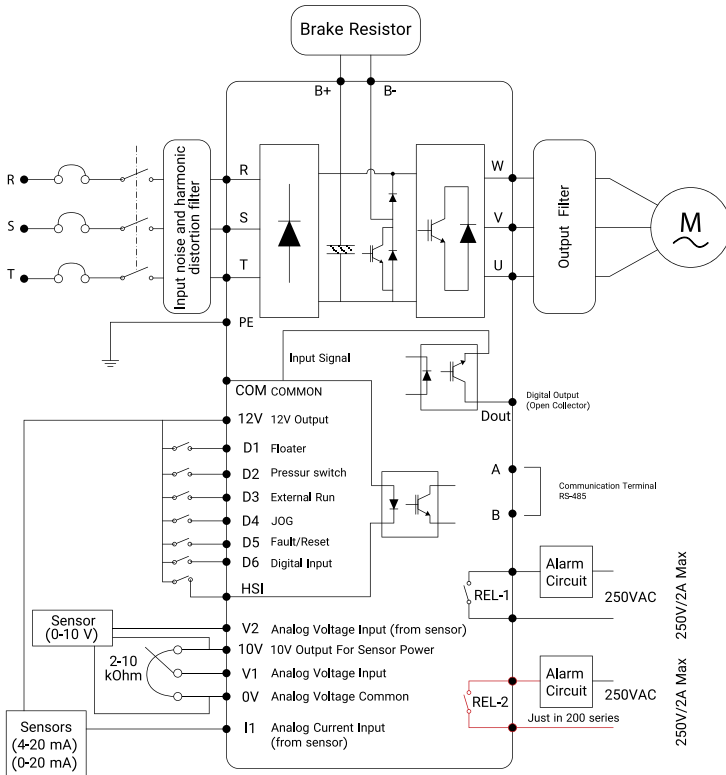 Brake Resistor
B+
B-
R
S
T
Input noise and harmonic
distortion filter
R
S
T
W
V
U
Output Filter
M
PE
Input Signal
COM COMMON
12V 12V Output
D1 Floater
D2 Pressur switch
D3 External Run
D4 JOG
D5 Fault/Reset
D6 Digital Input
HSI
Dout
Digital Output
(Open Collector)
A
B
Communication Terminal
RS-485
REL-1
Alarm
Circuit
250VAC
250V/2A Max
REL-2
Alarm
Circuit
250VAC
Just in 200 series
250V/2A Max
Sensor
(0-10 V)
2-10
kOhm
V2 Analog Voltage Input (from sensor)
10V 10V Output For Sensor Power
V1 Analog Voltage Input
0V Analog Voltage Common
I1 Analog Current Input
(from sensor)
Sensors
(4-20 mA)
(0-20 mA)